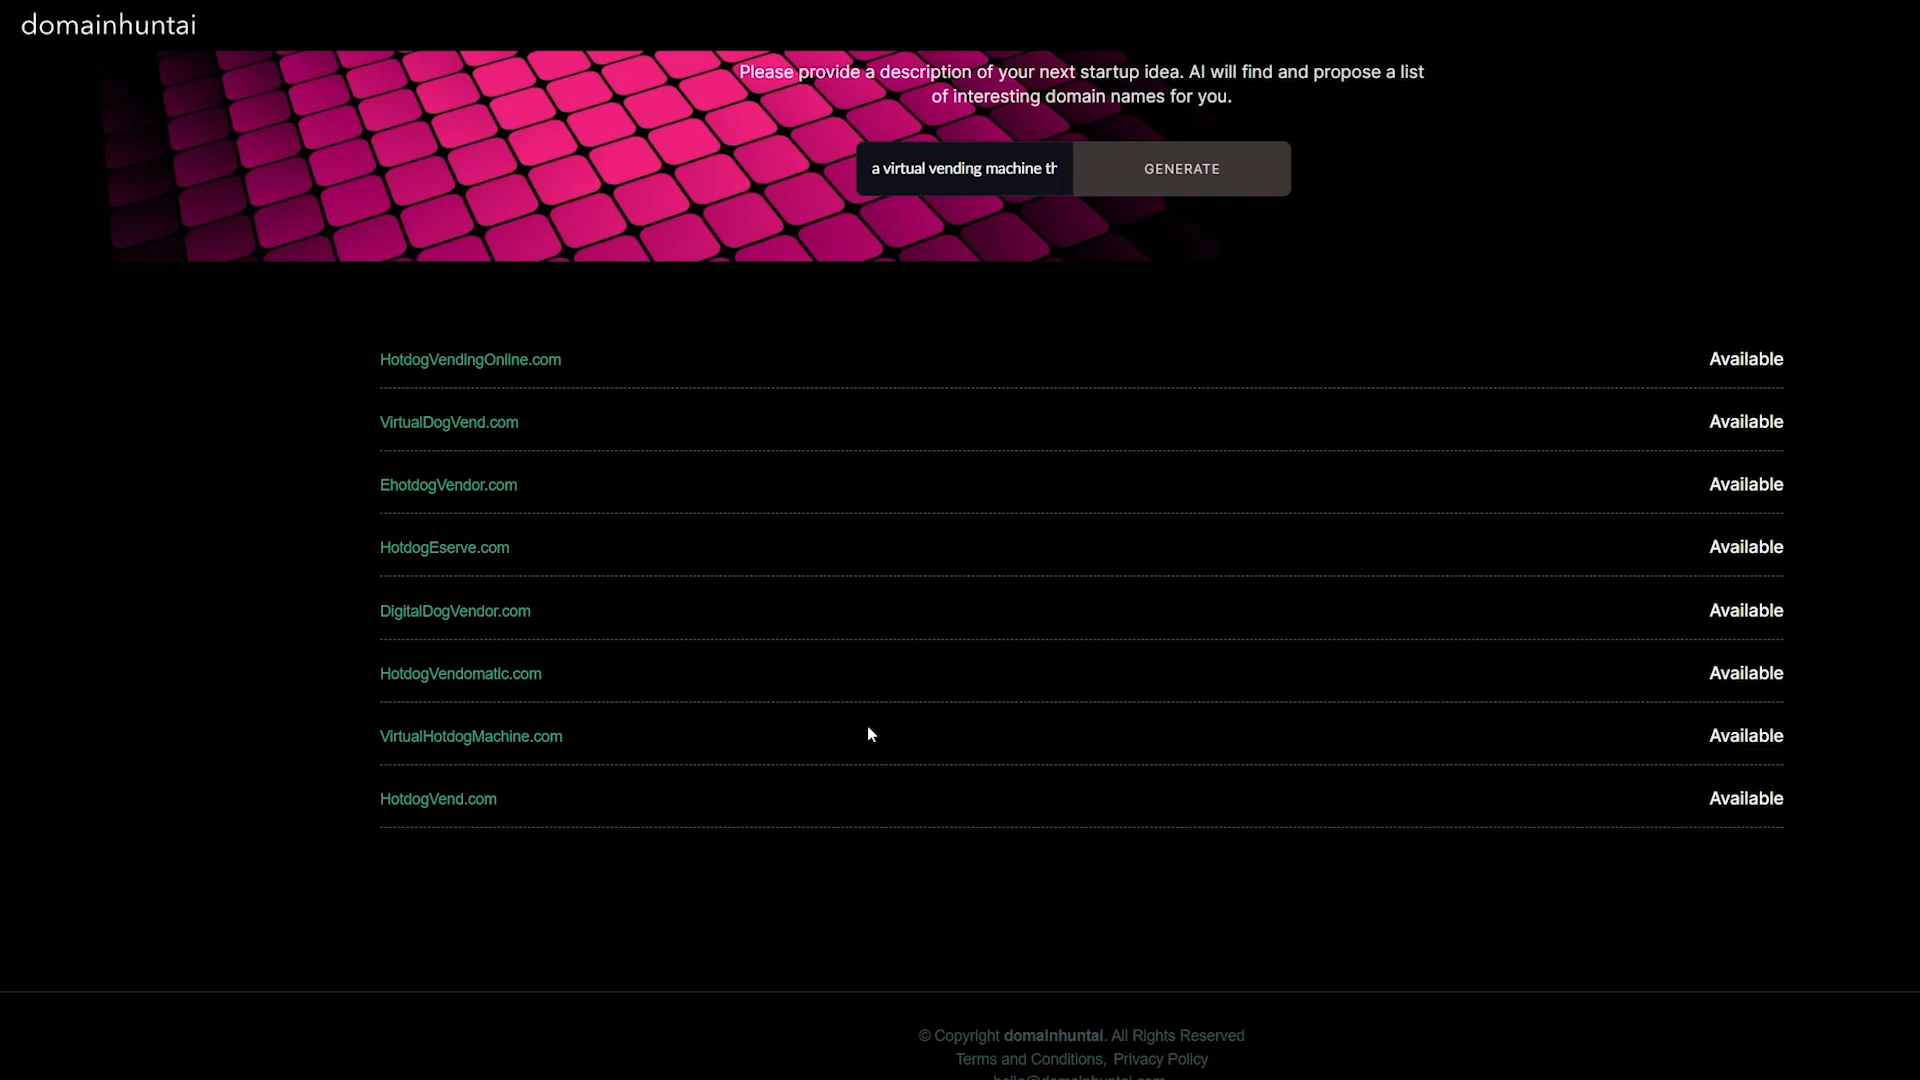 domainhuntai
Please provide a description of your next startup idea. AI will find and propose a list
of interesting domain names for you.
a virtual vending machine th
GENERATE
HotdogVendingOnline.com Available
VirtualDogVend.com Available
EhotdogVendor.com Available
HotdogEserve.com Available
DigitalDogVendor.com Available
HotdogVendomatic.com Available
VirtualHotdogMachine.com Available
HotdogVend.com Available
© Copyright domainhuntai. All Rights Reserved
Terms and Conditions, Privacy Policy